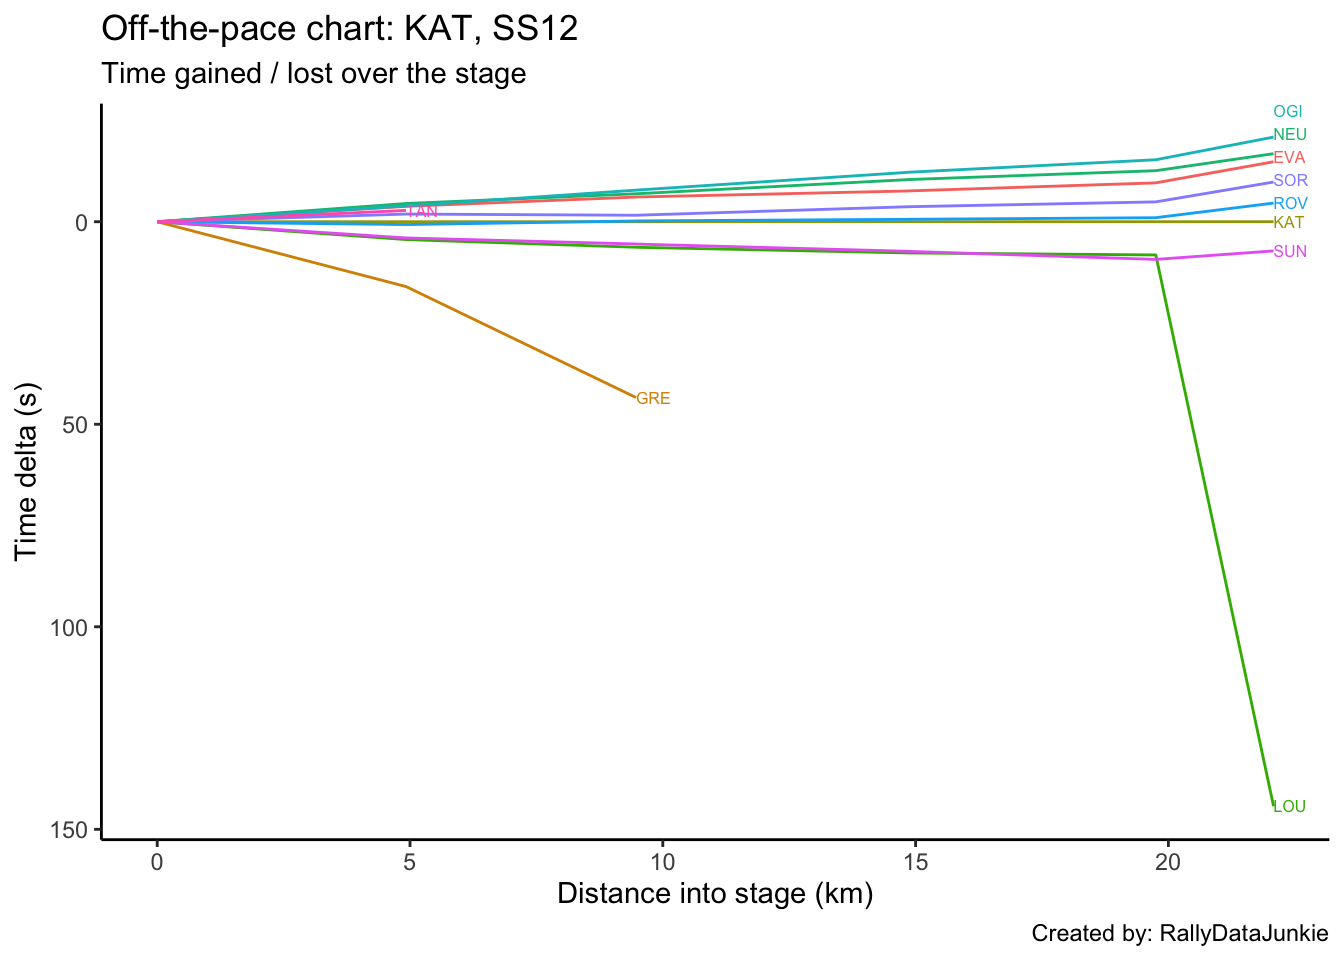 Off-the-pace chart: KAT, SS12
Time gained / lost over the stage
OGI
NEU
EVA
SOR
TAN
ROV
0
KAT
SUN
GRE
50
Time delta (s)
100
LOU
150
0 5 10 15 20
Distance into stage (km)
Created by: RallyDataJunkie